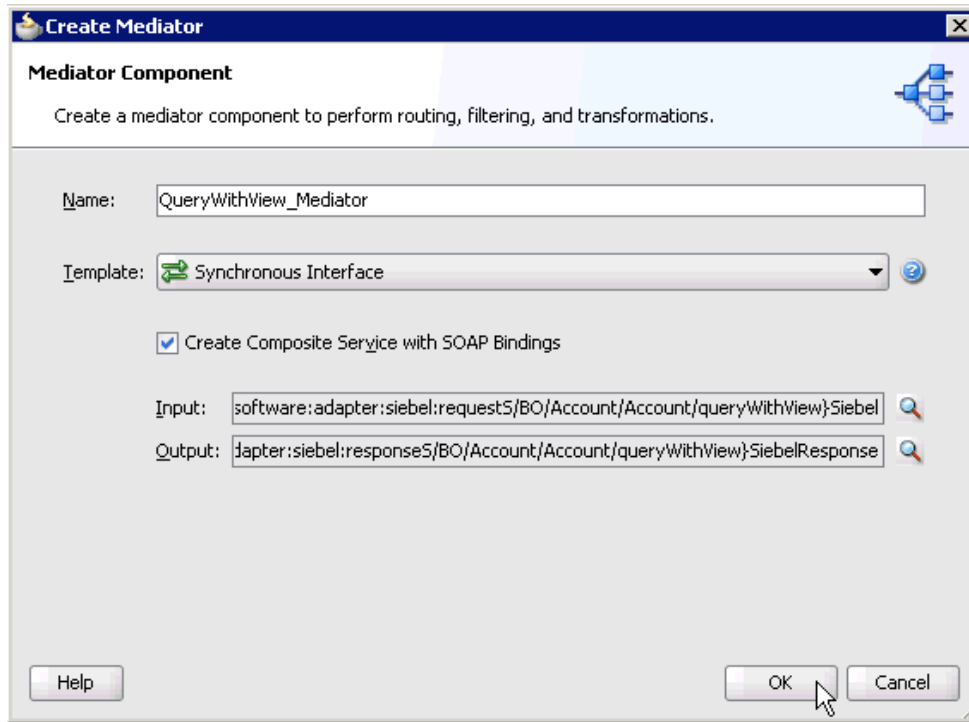 Create Mediator
Mediator Component
Create a mediator component to perform routing, filtering, and transformations.
Name: QueryWithView_Mediator
Template: Synchronous Interface
Create Composite Service with SOAP Bindings
Input: software:adapter:siebel:requestS/BO/Account/Account/queryWithView}Siebel
Output: dapter:siebel:responseS/BO/Account/Account/queryWithView}SiebelResponse
Help OK Cancel